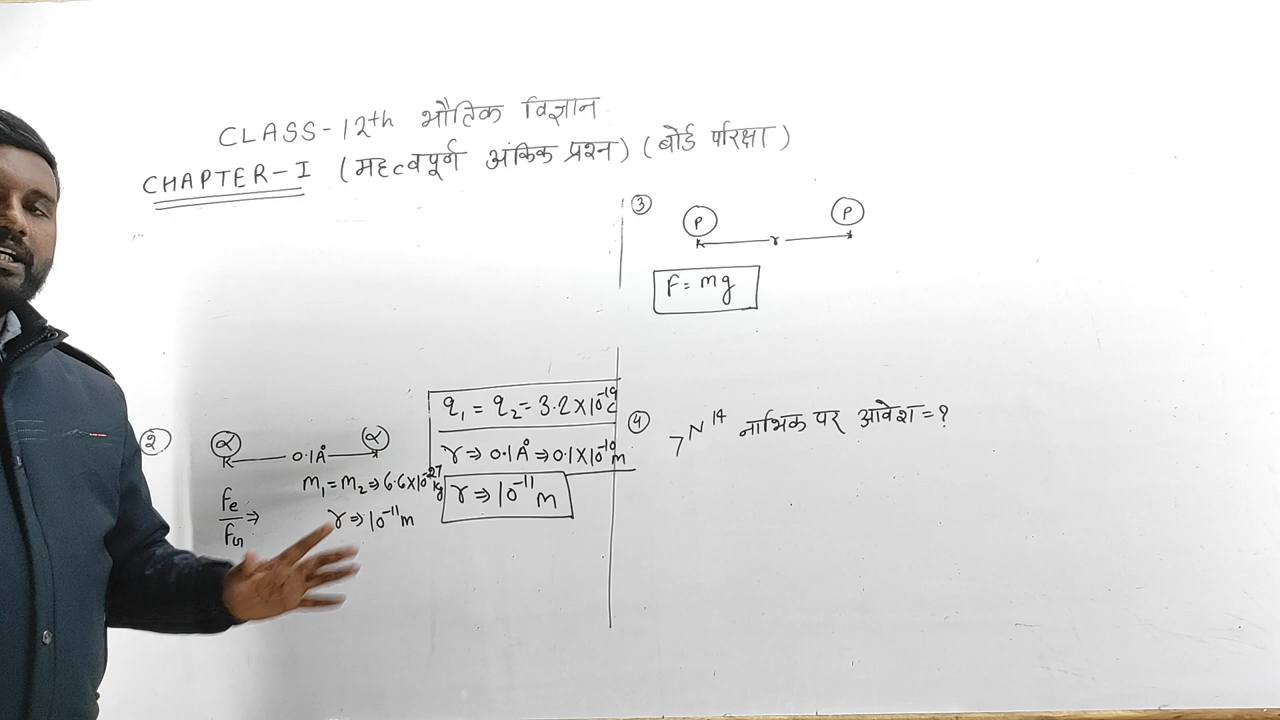 CLASS-12th भौतिक विज्ञान
CHAPTER-I (महत्वपूर्ण अंकिक प्रश्न) (बोर्ड परिक्षा)
③
P P
r
F = mg
②
α α
0.1Å
q₁ = q₂ = 3.2×10⁻¹⁹C
r ⇒ 0.1Å ⇒ 0.1×10⁻¹⁰m
r ⇒ 10⁻¹¹m
m₁ = m₂ ⇒ 6.6×10⁻²⁷kg
Fe/FG ⇒
r ⇒ 10⁻¹¹m
④ ₇N¹⁴ नाभिक पर आवेश = ?